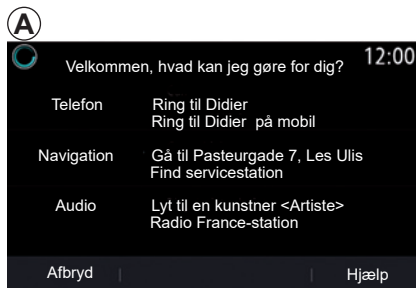 A
12:00
Velkommen, hvad kan jeg gøre for dig?
Telefon
Ring til Didier
Ring til Didier på mobil
Navigation
Gå til Pasteurgade 7, Les Ulis
Find servicestation
Audio
Lyt til en kunstner <Artiste>
Radio France-station
Afbryd
Hjælp